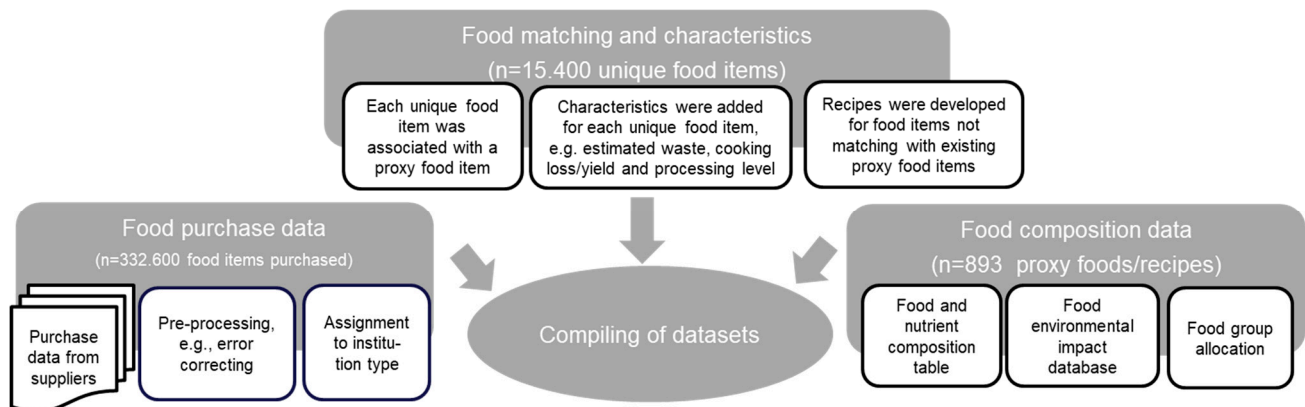 Food matching and characteristics
(n=15.400 unique food items)
Each unique food
item was
associated with a
proxy food item
Characteristics were added
for each unique food item,
e.g. estimated waste, cooking
loss/yield and processing level
Recipes were developed
for food items not
matching with existing
proxy food items
Food purchase data
(n=332.600 food items purchased)
Purchase
data from
suppliers
Pre-processing,
e.g., error
correcting
Assignment
to institu-
tion type
Compiling of datasets
Food composition data
(n=893 proxy foods/recipes)
Food and
nutrient
composition
table
Food
environmental
impact
database
Food group
allocation